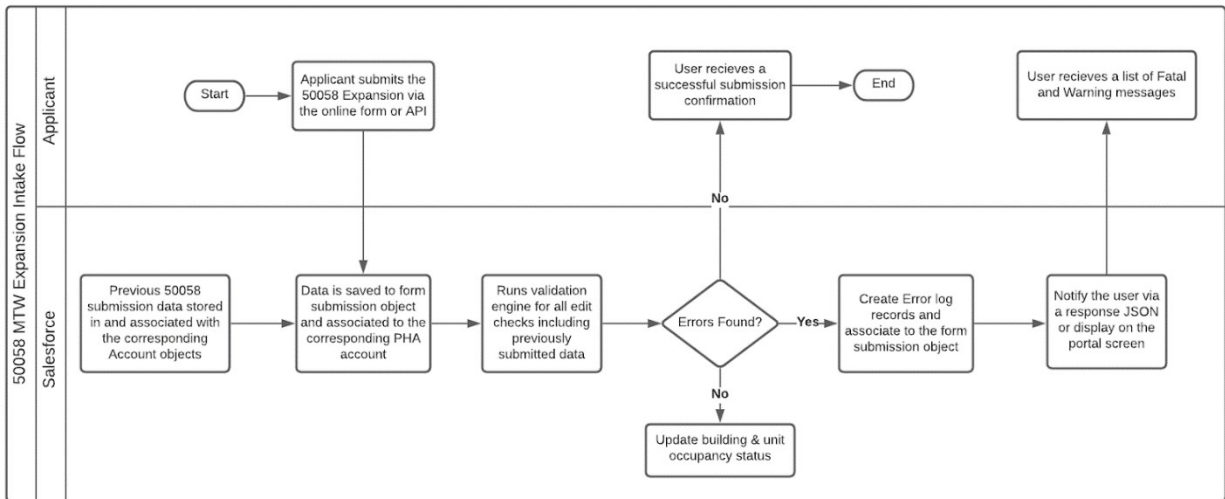 50058 MTW Expansion Intake Flow
Applicant
Start
Applicant submits the
50058 Expansion via
the online form or API
User recieves a
successful submission
confirmation
End
User recieves a list of Fatal
and Warning messages
No
Salesforce
Previous 50058
submission data stored
in and associated with
the corresponding
Account objects
Data is saved to form
submission object
and associated to the
corresponding PHA
account
Runs validation
engine for all edit
checks including
previously
submitted data
Errors Found?
Yes
Create Error log
records and
associate to the form
submission object
Notify the user via
a response JSON
or display on the
portal screen
No
Update building & unit
occupancy status